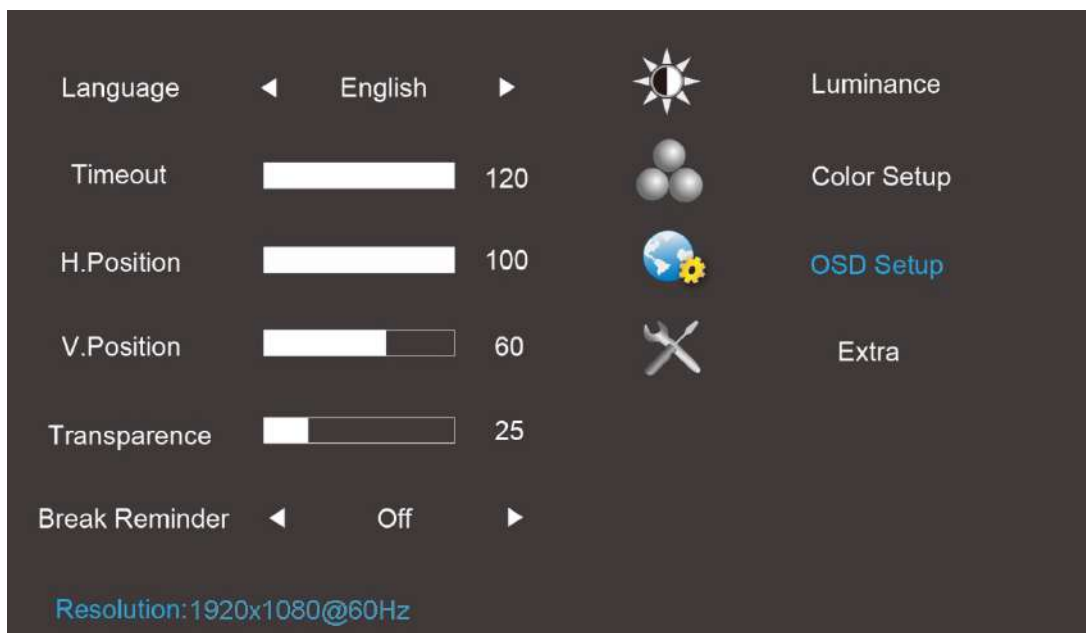 Language English Luminance
Timeout 120 Color Setup
H.Position 100 OSD Setup
V.Position 60 Extra
Transparence 25
Break Reminder Off
Resolution:1920x1080@60Hz